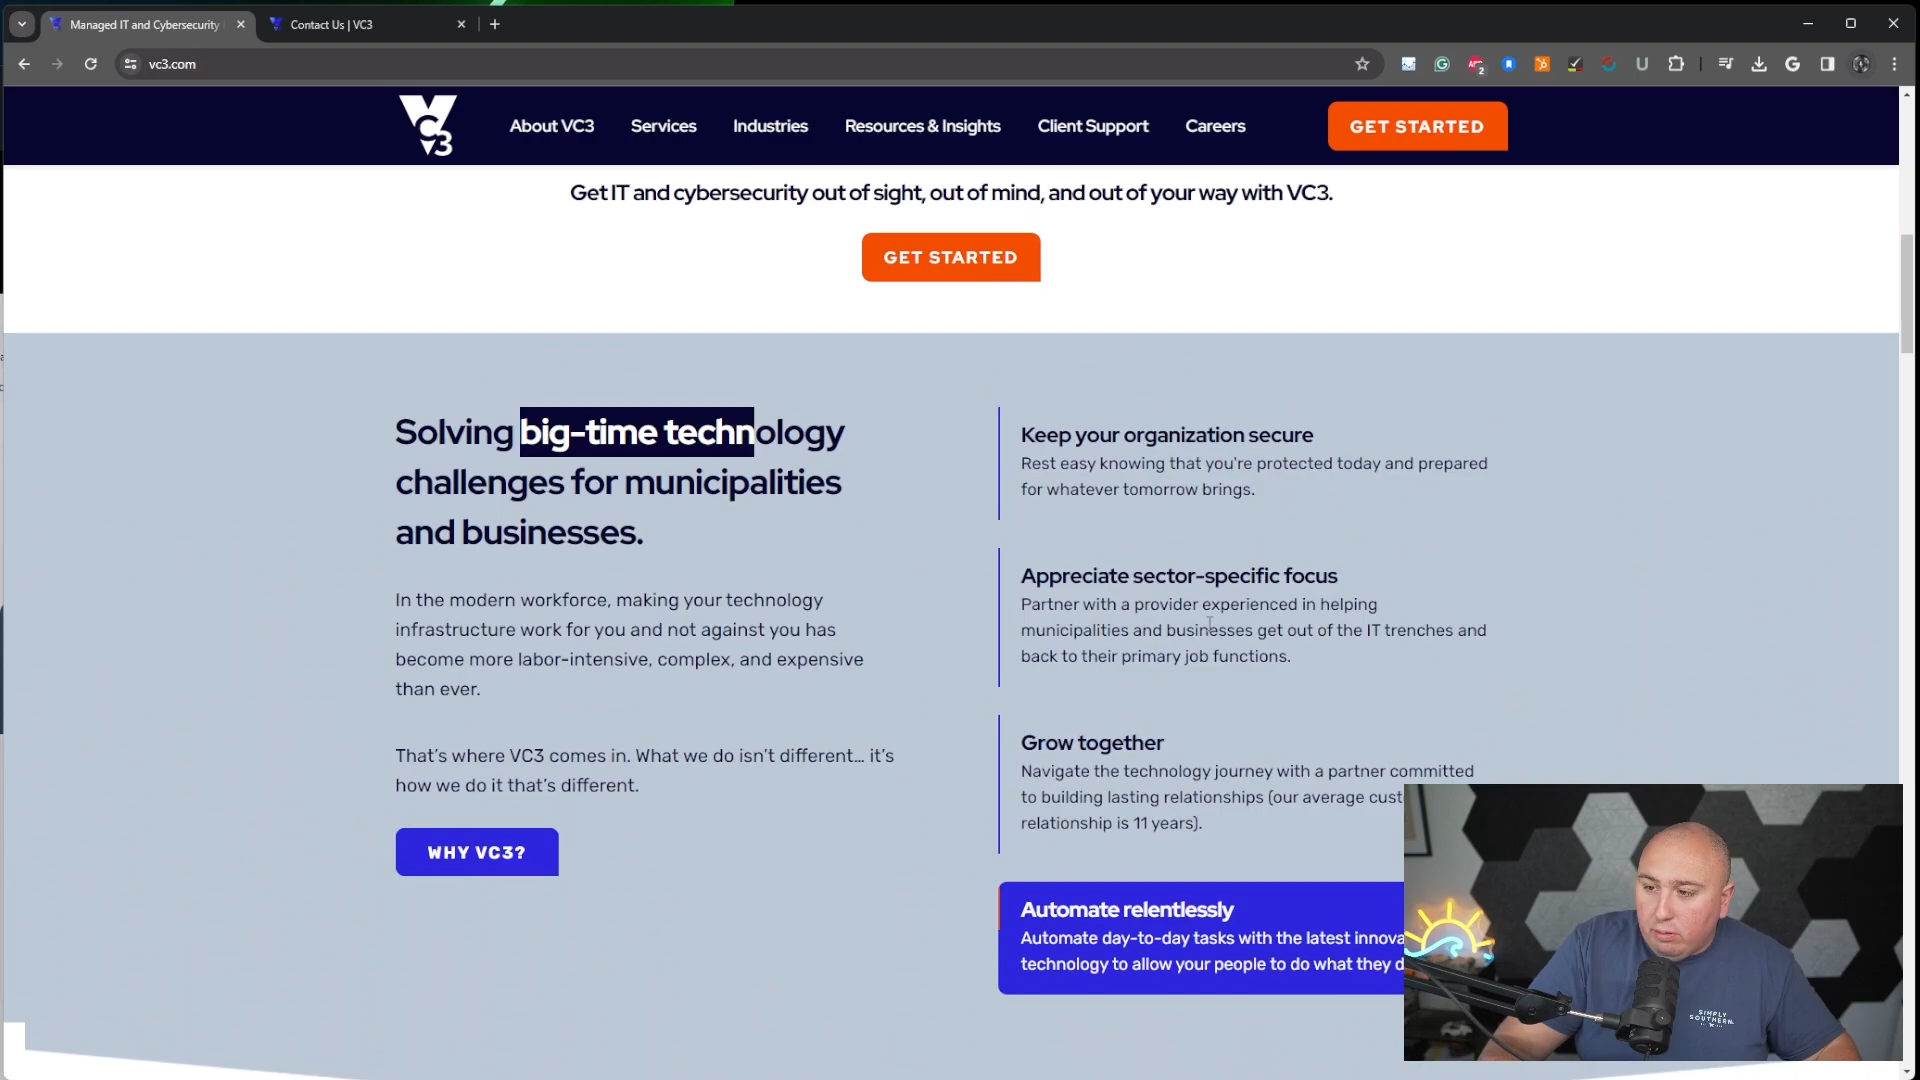 Managed IT and Cybersecurity
Contact Us | VC3
vc3.com
2
VC3
About VC3
Services
Industries
Resources & Insights
Client Support
Careers
GET STARTED
Get IT and cybersecurity out of sight, out of mind, and out of your way with VC3.
GET STARTED
Solving big-time technology
challenges for municipalities
and businesses.
In the modern workforce, making your technology
infrastructure work for you and not against you has
become more labor-intensive, complex, and expensive
than ever.
That's where VC3 comes in. What we do isn't different... it's
how we do it that's different.
WHY VC3?
Keep your organization secure
Rest easy knowing that you're protected today and prepared
for whatever tomorrow brings.
Appreciate sector-specific focus
Partner with a provider experienced in helping
municipalities and businesses get out of the IT trenches and
back to their primary job functions.
Grow together
Navigate the technology journey with a partner committed
to building lasting relationships (our average cust
relationship is 11 years).
Automate relentlessly
Automate day-to-day tasks with the latest innova
technology to allow your people to do what they d
SIMPLY
SOUTHERN